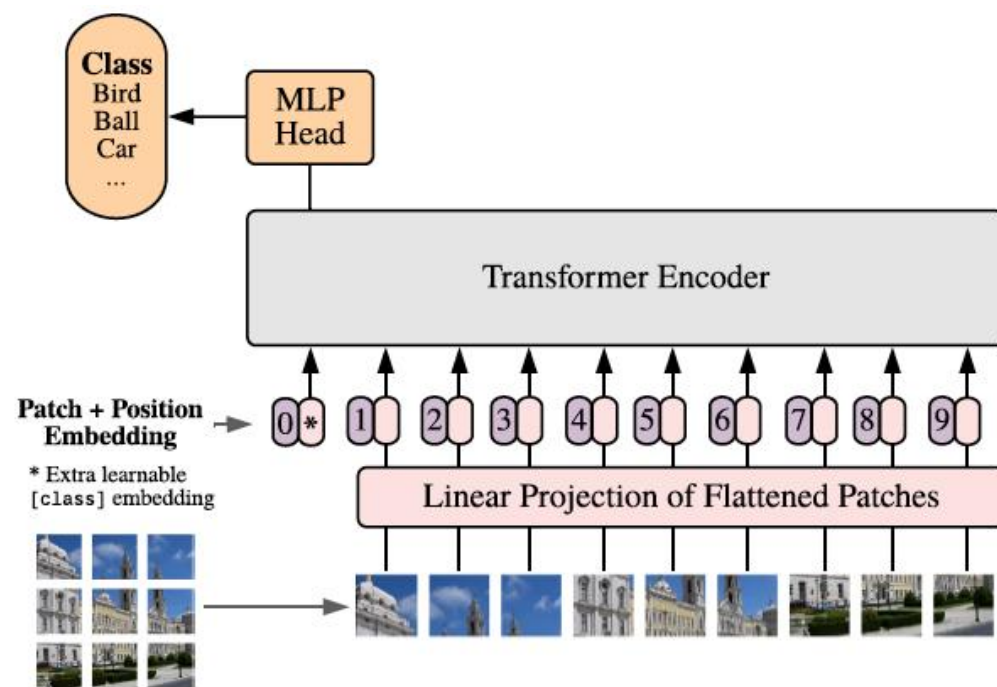 Class
Bird
Ball
Car
...
MLP
Head
Transformer Encoder
Patch + Position
Embedding
0 * 1 2 3 4 5 6 7 8 9
* Extra learnable
[class] embedding
Linear Projection of Flattened Patches